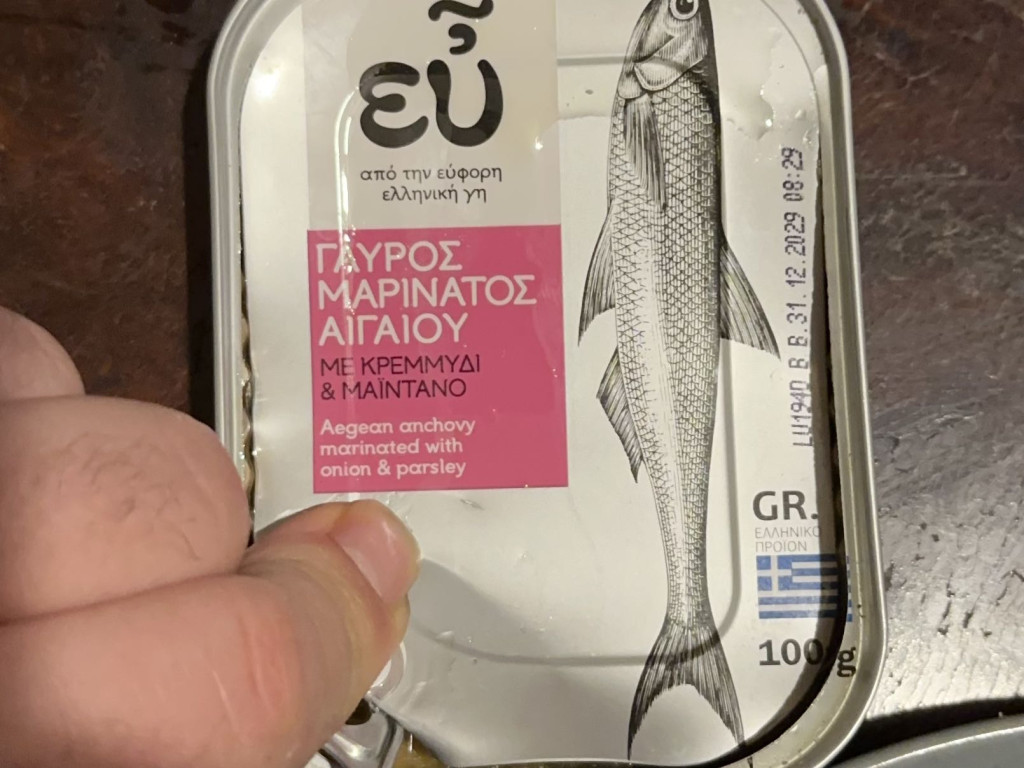 εὖ
από την εύφορη
ελληνική γη
ΓΑΥΡΟΣ
ΜΑΡΙΝΑΤΟΣ
ΑΙΓΑΙΟΥ
ΜΕ ΚΡΕΜΜΥΔΙ
& ΜΑΪΝΤΑΝΟ
Aegean anchovy
marinated with
onion & parsley
LU1940 B B.31.12.2029 08:29
GR.
ΕΛΛΗΝΙΚΟ
ΠΡΟΪΟΝ
100g